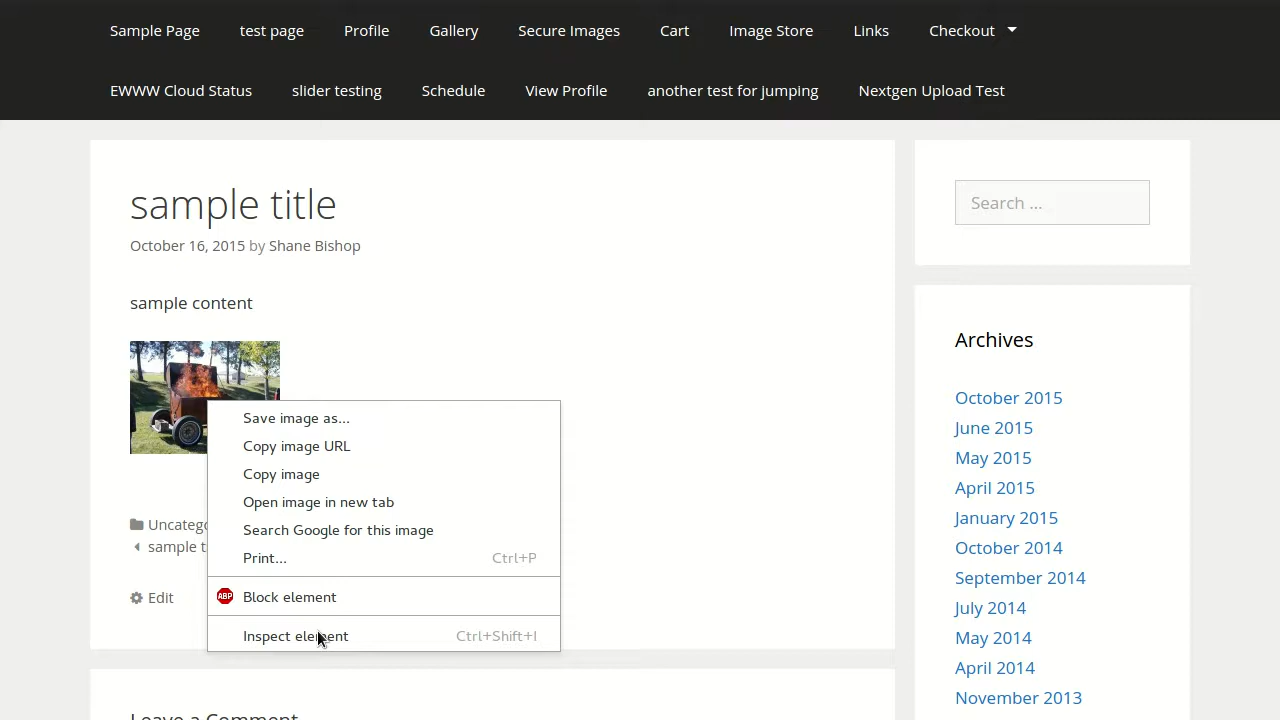 Sample Page test page Profile Gallery Secure Images Cart Image Store Links Checkout
EWWW Cloud Status slider testing Schedule View Profile another test for jumping Nextgen Upload Test
sample title
October 16, 2015 by Shane Bishop
sample content
Save image as...
Copy image URL
Copy image
Open image in new tab
Search Google for this image
Print... Ctrl+P
ABP Block element
Inspect element Ctrl+Shift+I
sample t
Edit
Leave a Comment
Search ...
Archives
October 2015
June 2015
May 2015
April 2015
January 2015
October 2014
September 2014
July 2014
May 2014
April 2014
November 2013